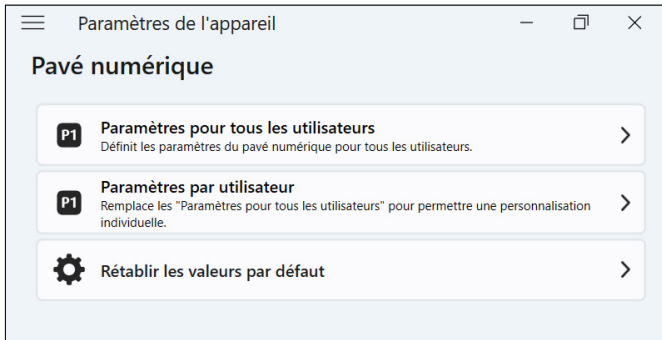 Paramètres de l'appareil
Pavé numérique
P1
Paramètres pour tous les utilisateurs
Définit les paramètres du pavé numérique pour tous les utilisateurs.
P1
Paramètres par utilisateur
Remplace les "Paramètres pour tous les utilisateurs" pour permettre une personnalisation
individuelle.
Rétablir les valeurs par défaut